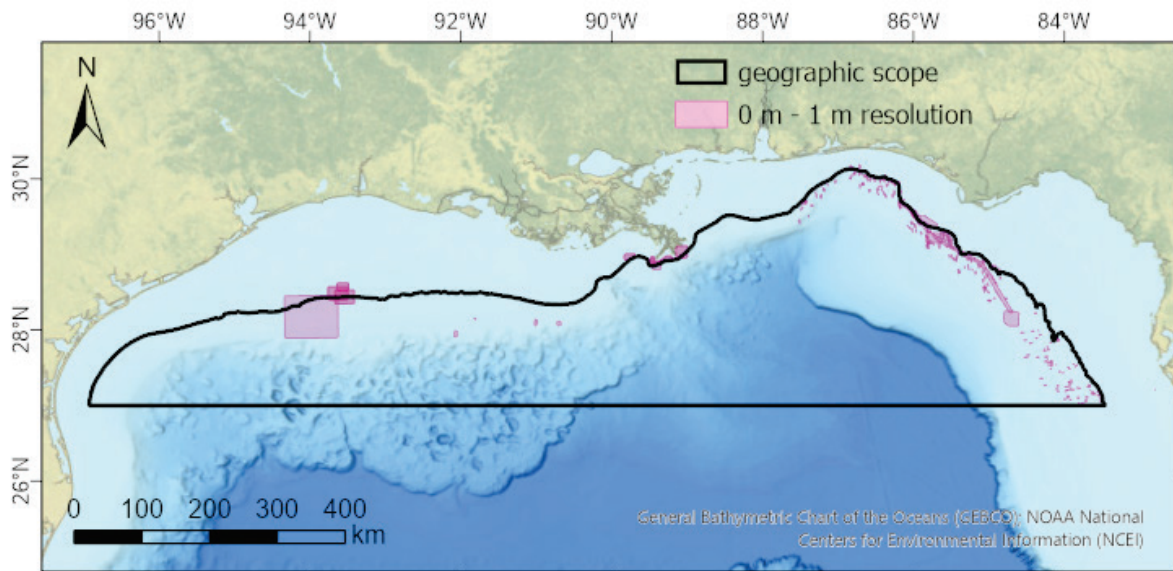 96°W 94°W 92°W 90°W 88°W 86°W 84°W
N
geographic scope
0 m - 1 m resolution
30°N
28°N
26°N
0 100 200 300 400
km
General Bathymetric Chart of the Oceans (GEBCO); NOAA National
Centers for Environmental Information (NCEI)